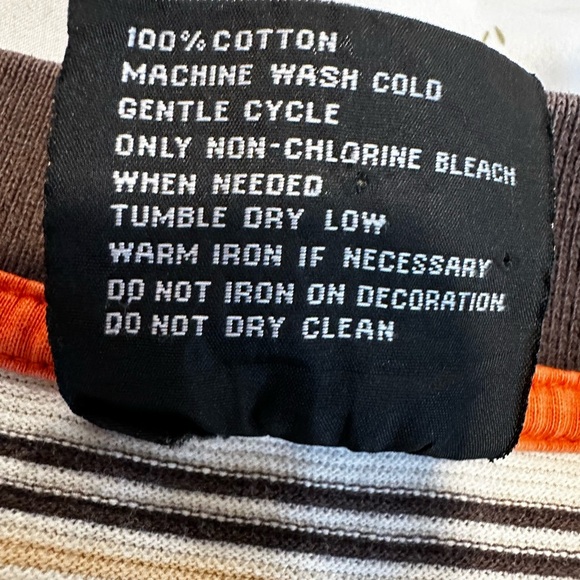 100% COTTON
MACHINE WASH COLD
GENTLE CYCLE
ONLY NON-CHLORINE BLEACH
WHEN NEEDED
TUMBLE DRY LOW
WARM IRON IF NECESSARY
DO NOT IRON ON DECORATION
DO NOT DRY CLEAN